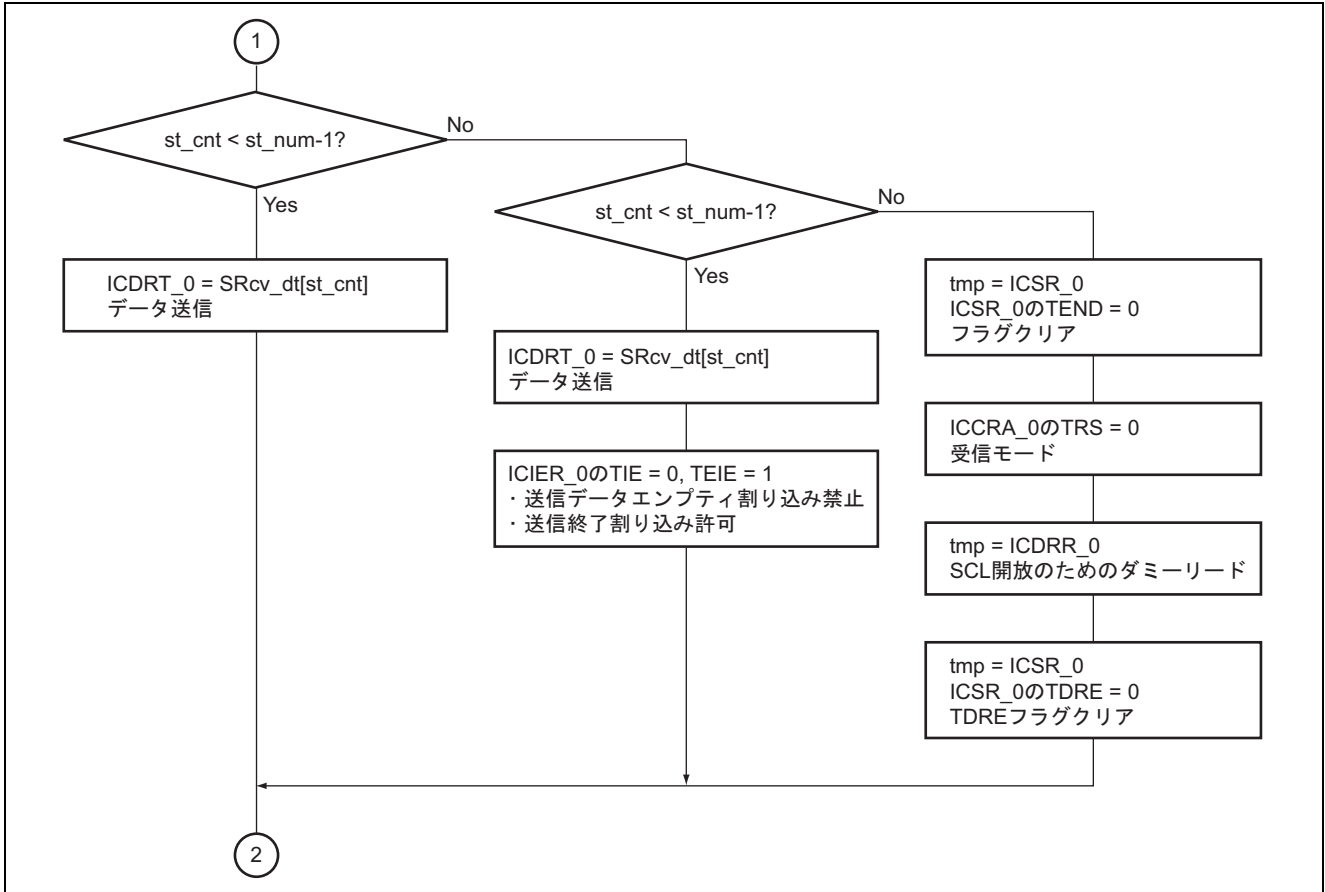 1
st_cnt < st_num-1?
No
Yes
ICDRT_0 = SRcv_dt[st_cnt]
データ送信
st_cnt < st_num-1?
No
Yes
ICDRT_0 = SRcv_dt[st_cnt]
データ送信
ICIER_0のTIE = 0, TEIE = 1
・送信データエンプティ割り込み禁止
・送信終了割り込み許可
tmp = ICSR_0
ICSR_0のTEND = 0
フラグクリア
ICCRA_0のTRS = 0
受信モード
tmp = ICDRR_0
SCL開放のためのダミーリード
tmp = ICSR_0
ICSR_0のTDRE = 0
TDREフラグクリア
2